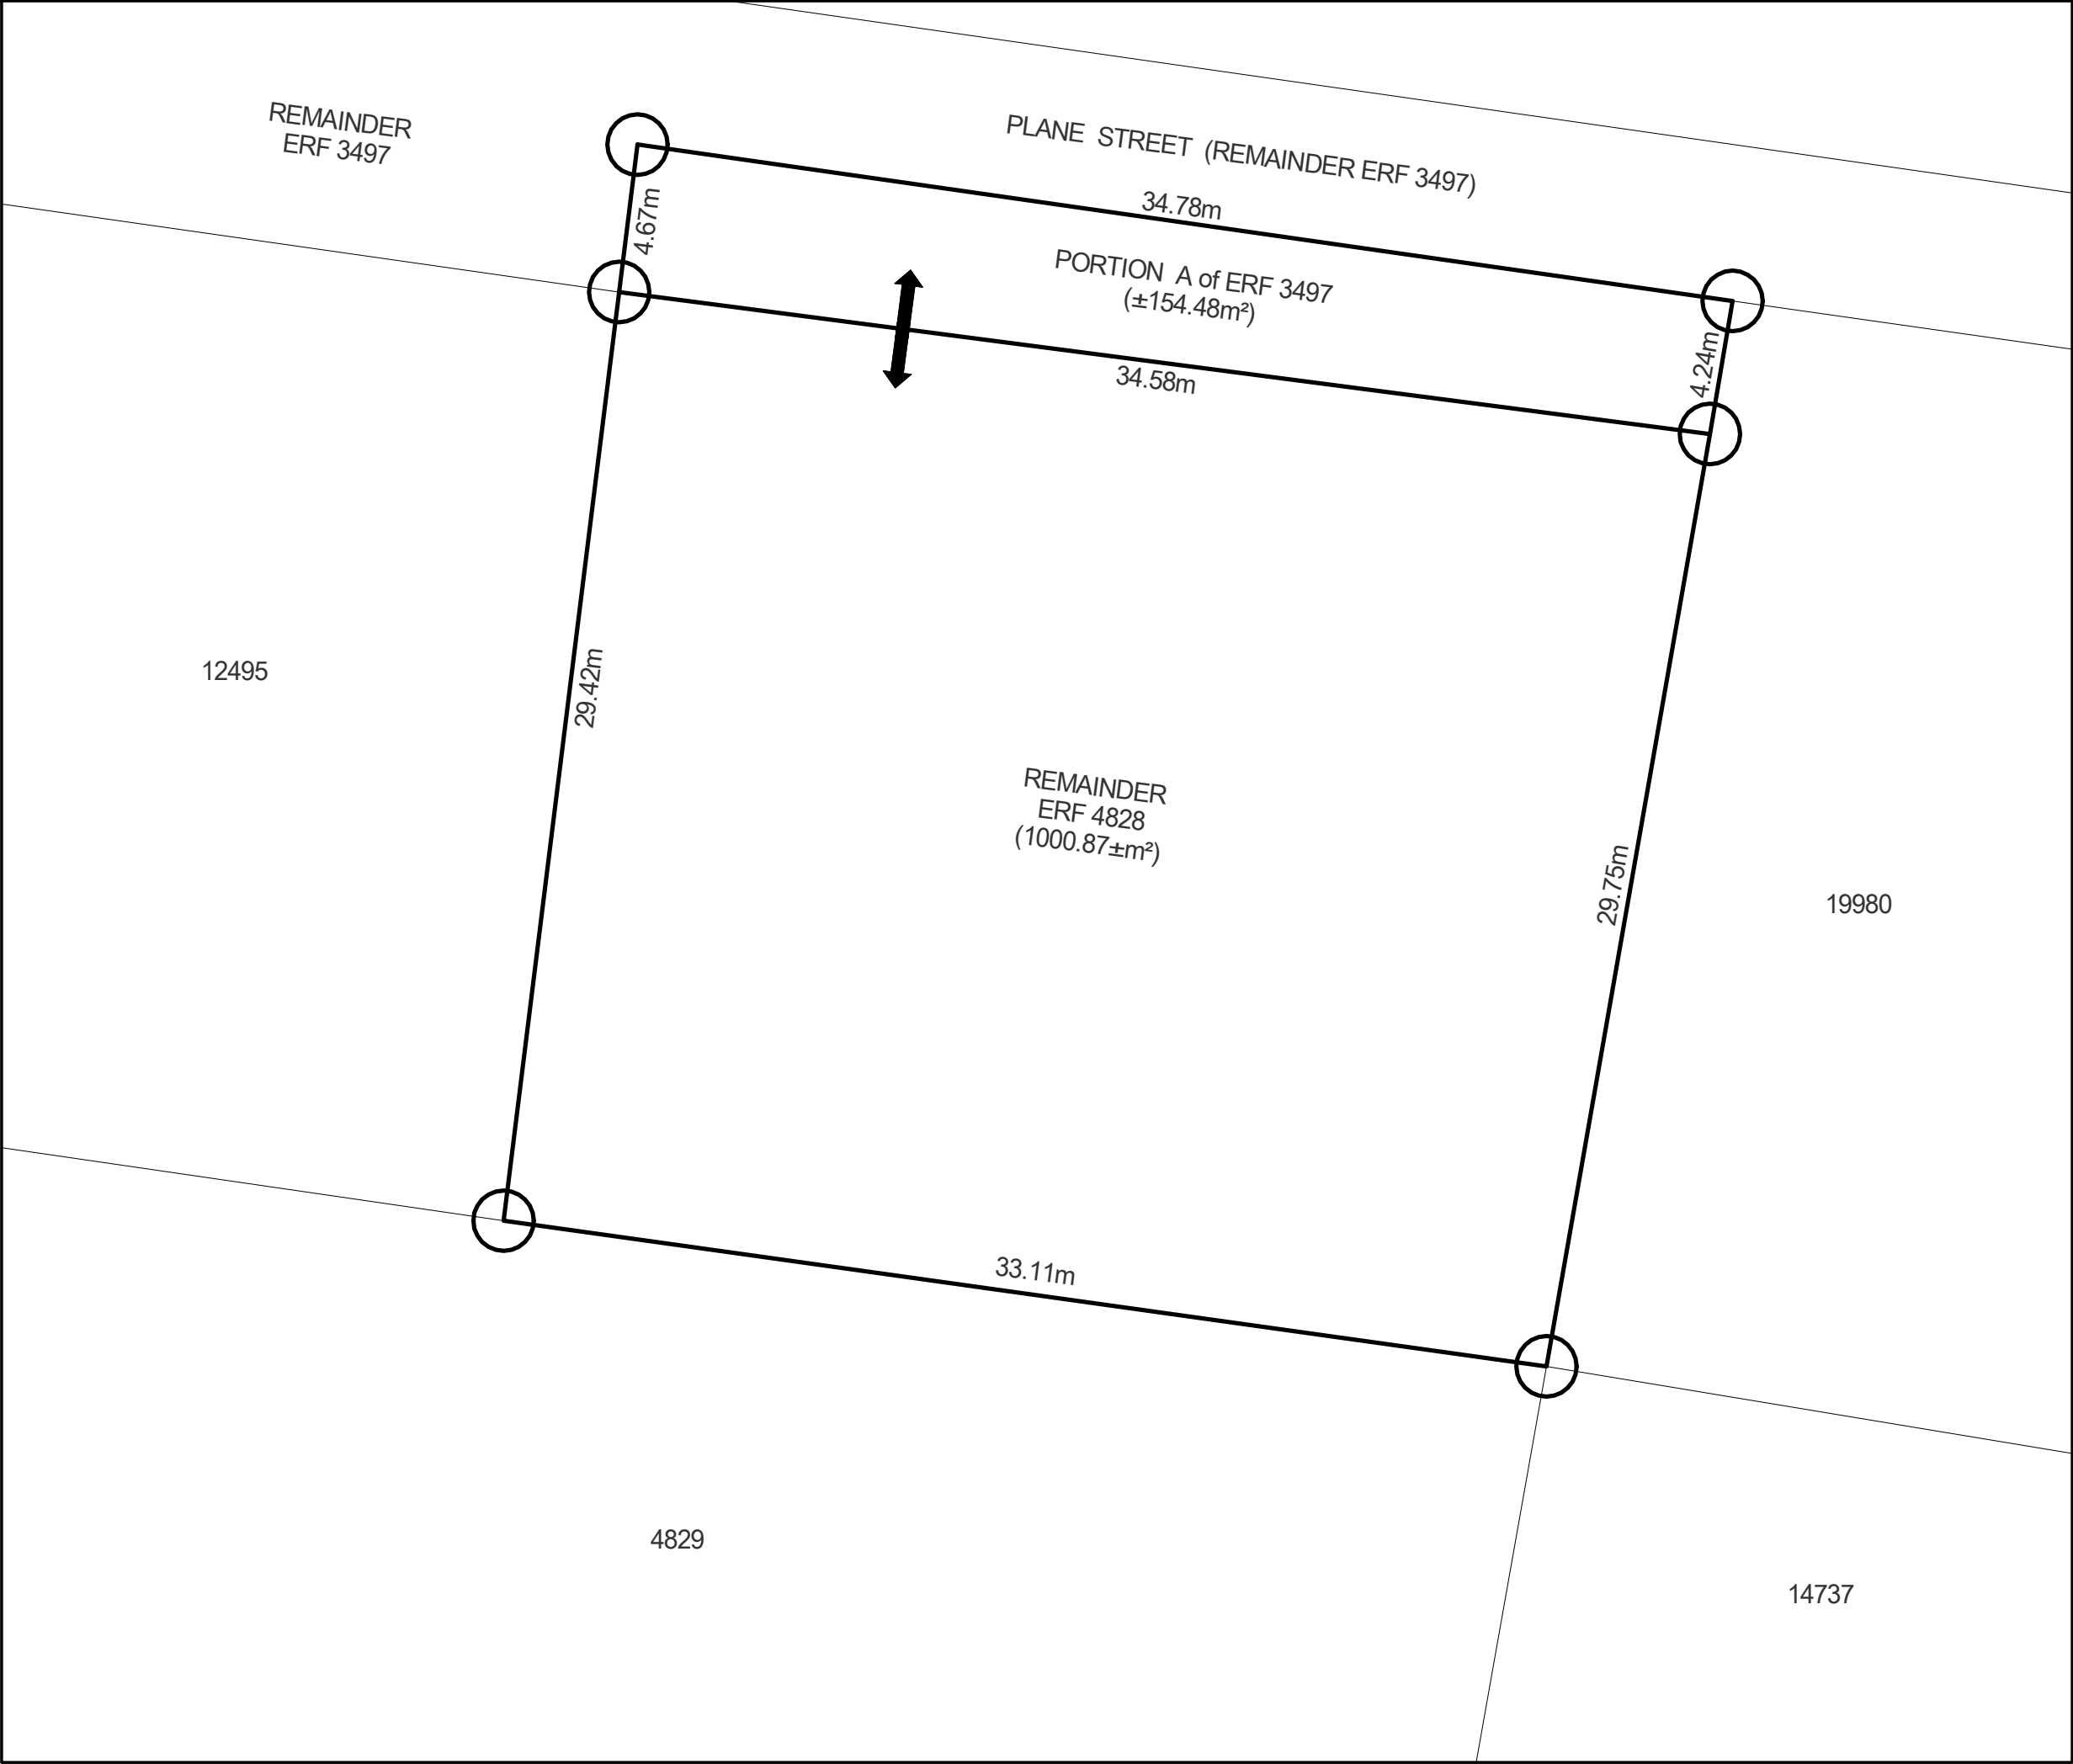 REMAINDER
ERF 3497
PLANE STREET (REMAINDER ERF 3497)
34.78m
4.67m
PORTION A of ERF 3497
(±154.48m²)
4.24m
34.58m
12495
29.42m
REMAINDER
ERF 4828
(1000.87±m²)
29.75m
19980
33.11m
4829
14737